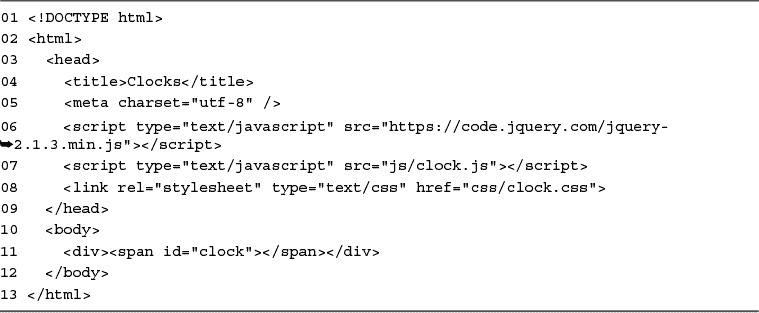 01 <!DOCTYPE html>
02 <html>
03   <head>
04     <title>Clocks</title>
05     <meta charset="utf-8" />
06     <script type="text/javascript" src="https://code.jquery.com/jquery-
➥2.1.3.min.js"></script>
07     <script type="text/javascript" src="js/clock.js"></script>
08     <link rel="stylesheet" type="text/css" href="css/clock.css">
09   </head>
10   <body>
11     <div><span id="clock"></span></div>
12   </body>
13 </html>